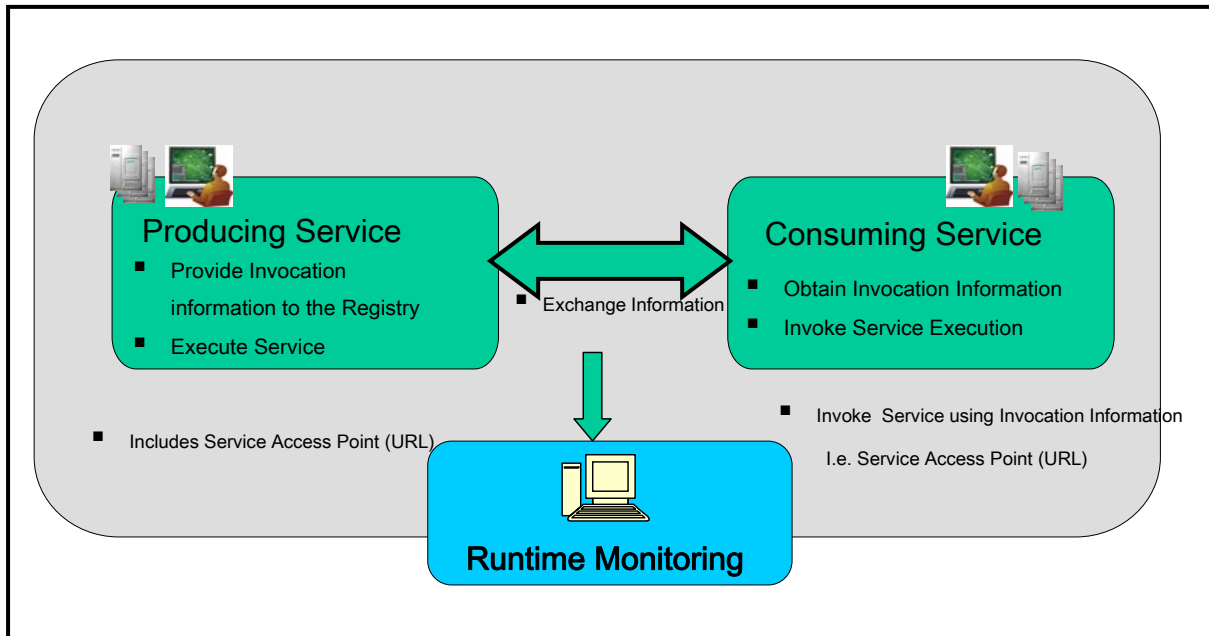 Producing Service
■ Provide Invocation
information to the Registry
■ Execute Service
■ Exchange Information
Consuming Service
■ Obtain Invocation Information
■ Invoke Service Execution
■ Includes Service Access Point (URL)
■ Invoke Service using Invocation Information
I.e. Service Access Point (URL)
Runtime Monitoring